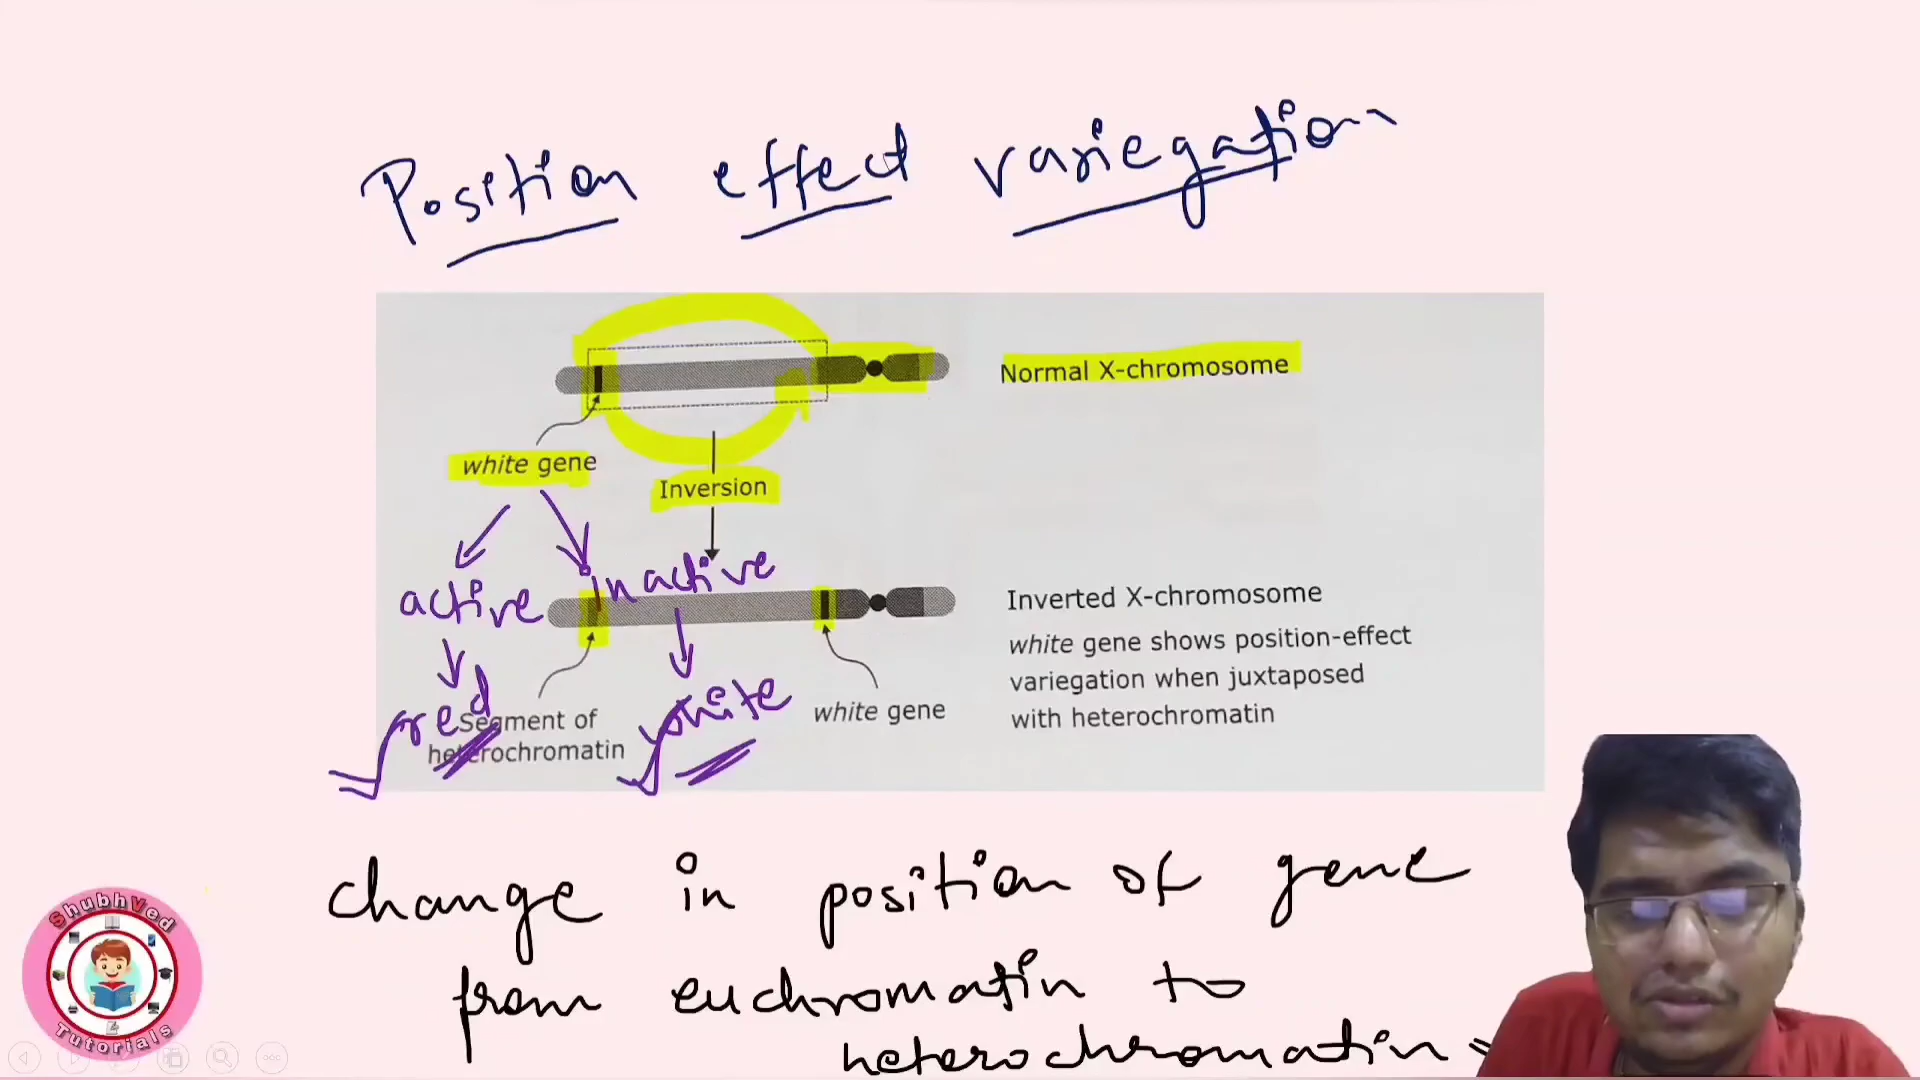 Position effect variegation
Normal X-chromosome
white gene
Inversion
active
inactive
Inverted X-chromosome
white gene shows position-effect
variegation when juxtaposed
with heterochromatin
red
white
Segment of
heterochromatin
white gene
change in position of gene
from euchromatin to
heterochromatin
ShubhVed
Tutorials